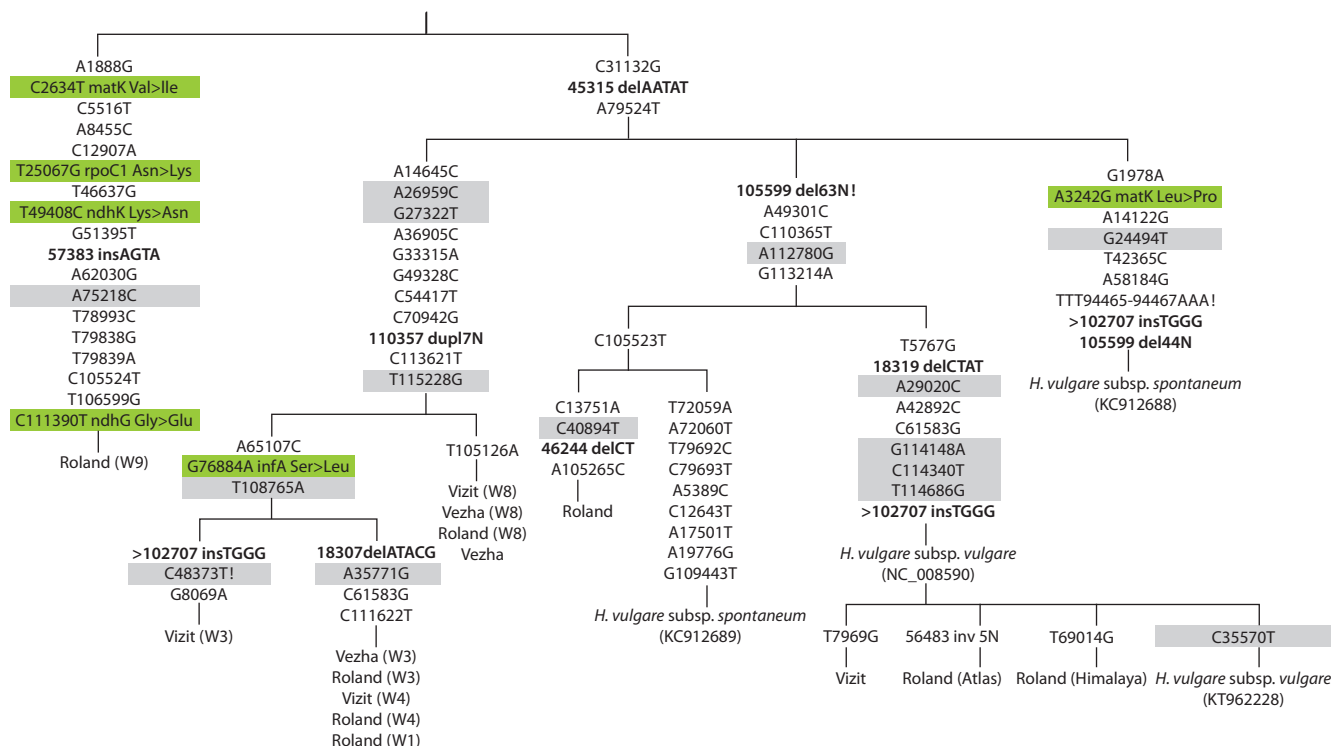 A1888G
C2634T matK Val>Ile
C5516T
A8455C
C12907A
T25067G rpoC1 Asn>Lys
T46637G
T49408C ndhK Lys>Asn
G51395T
57383 insAGTA
A62030G
A75218C
T78993C
T79838G
T79839A
C105524T
T106599G
C111390T ndhG Gly>Glu
Roland (W9)
C31132G
45315 delAATAT
A79524T
A14645C
A26959C
G27322T
A36905C
G33315A
G49328C
C54417T
C70942G
110357 dupl7N
C113621T
T115228G
A65107C
G76884A infA Ser>Leu
T108765A
>102707 insTGGG
C48373T!
G8069A
Vizit (W3)
18307delATACG
A35771G
C61583G
C111622T
Vezha (W3)
Roland (W3)
Vizit (W4)
Roland (W4)
Roland (W1)
T105126A
Vizit (W8)
Vezha (W8)
Roland (W8)
Vezha
105599 del63N!
A49301C
C110365T
A112780G
G113214A
C105523T
C13751A
C40894T
46244 delCT
A105265C
Roland
T72059A
A72060T
T79692C
C79693T
A5389C
C12643T
A17501T
A19776G
G109443T
H. vulgare subsp. spontaneum
(KC912689)
T5767G
18319 delCTAT
A29020C
A42892C
C61583G
G114148A
C114340T
T114686G
>102707 insTGGG
H. vulgare subsp. vulgare
(NC_008590)
T7969G
Vizit
56483 inv 5N
Roland (Atlas)
T69014G
Roland (Himalaya)
C35570T
H. vulgare subsp. vulgare
(KT962228)
G1978A
A3242G matK Leu>Pro
A14122G
G24494T
T42365C
A58184G
TTT94465-94467AAA!
>102707 insTGGG
105599 del44N
H. vulgare subsp. spontaneum
(KC912688)